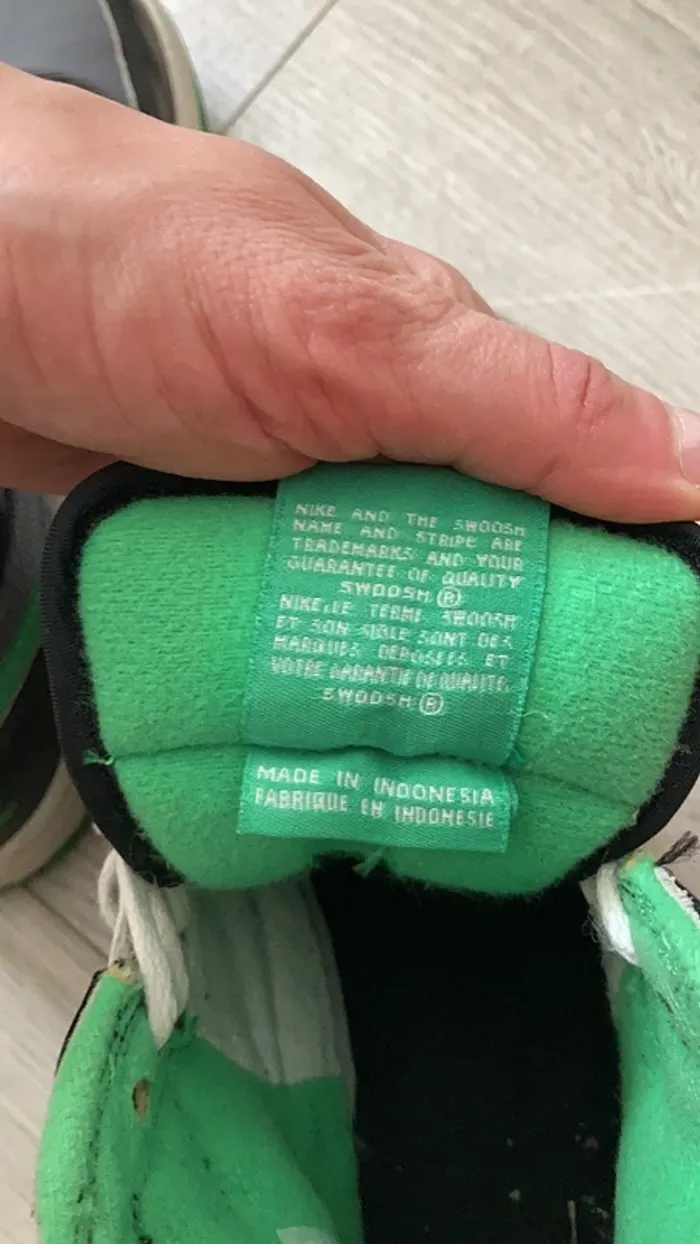 NIKE AND THE SWOOSH
NAME AND STRIPE ARE
TRADEMARKS AND YOUR
GUARANTEE OF QUALITY
SWOOSH ®
NIKE, LE TERME SWOOSH
ET SON SIGLE SONT DES
MARQUES DEPOSEES ET
VOTRE GARANTIE DE QUALITE.
SWOOSH ®
MADE IN INDONESIA
FABRIQUE EN INDONESIE